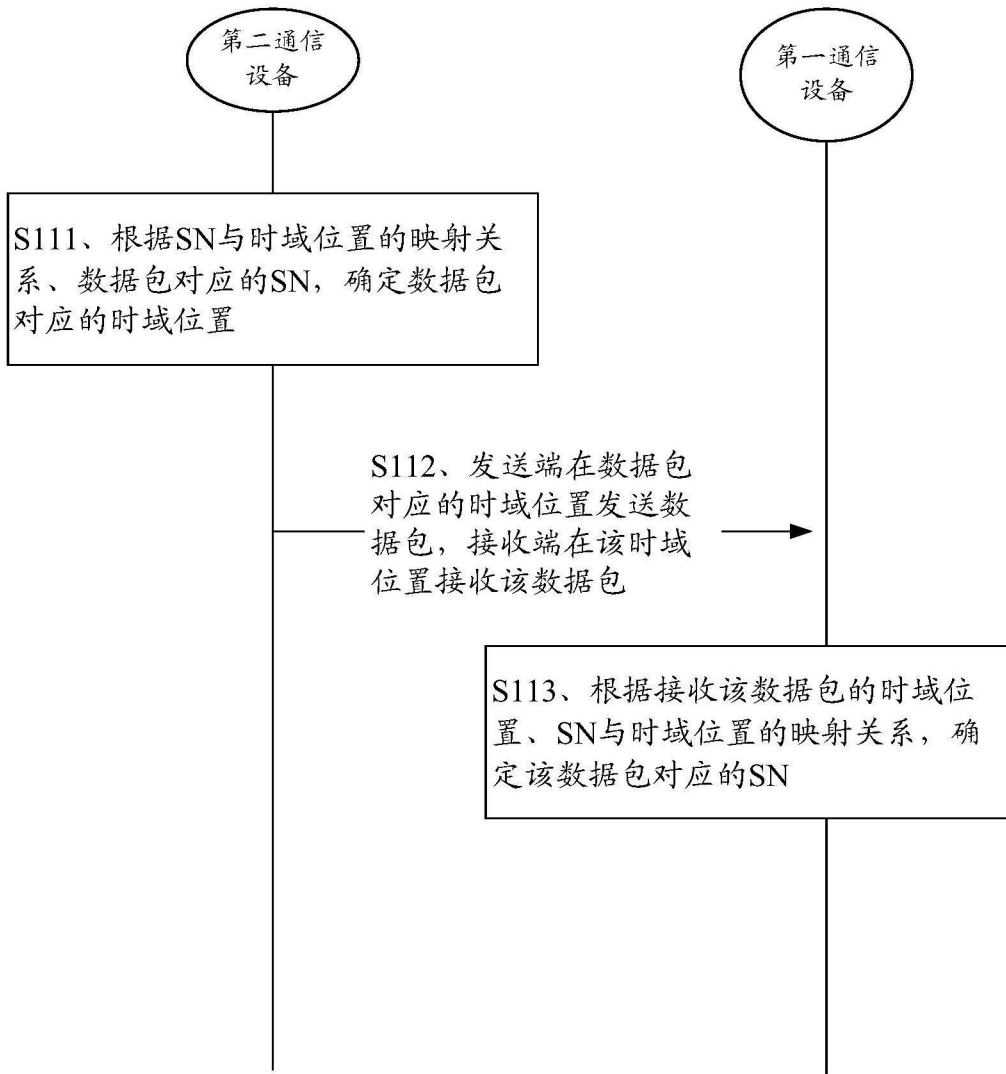 第二通信
设备
第一通信
设备
S111、根据SN与时域位置的映射关
系、数据包对应的SN，确定数据包
对应的时域位置
S112、发送端在数据包
对应的时域位置发送数
据包，接收端在该时域
位置接收该数据包
S113、根据接收该数据包的时域位
置、SN与时域位置的映射关系，确
定该数据包对应的SN